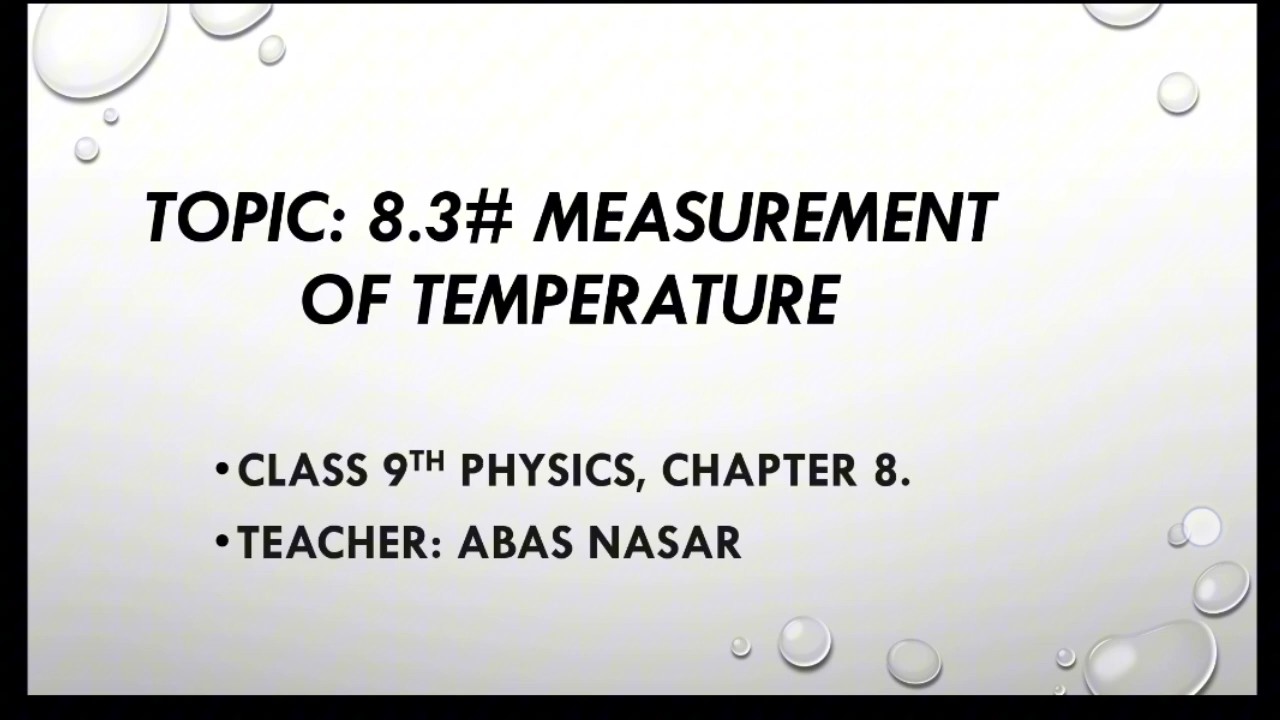 TOPIC: 8.3# MEASUREMENT
OF TEMPERATURE
•CLASS 9TH PHYSICS, CHAPTER 8.
•TEACHER: ABAS NASAR